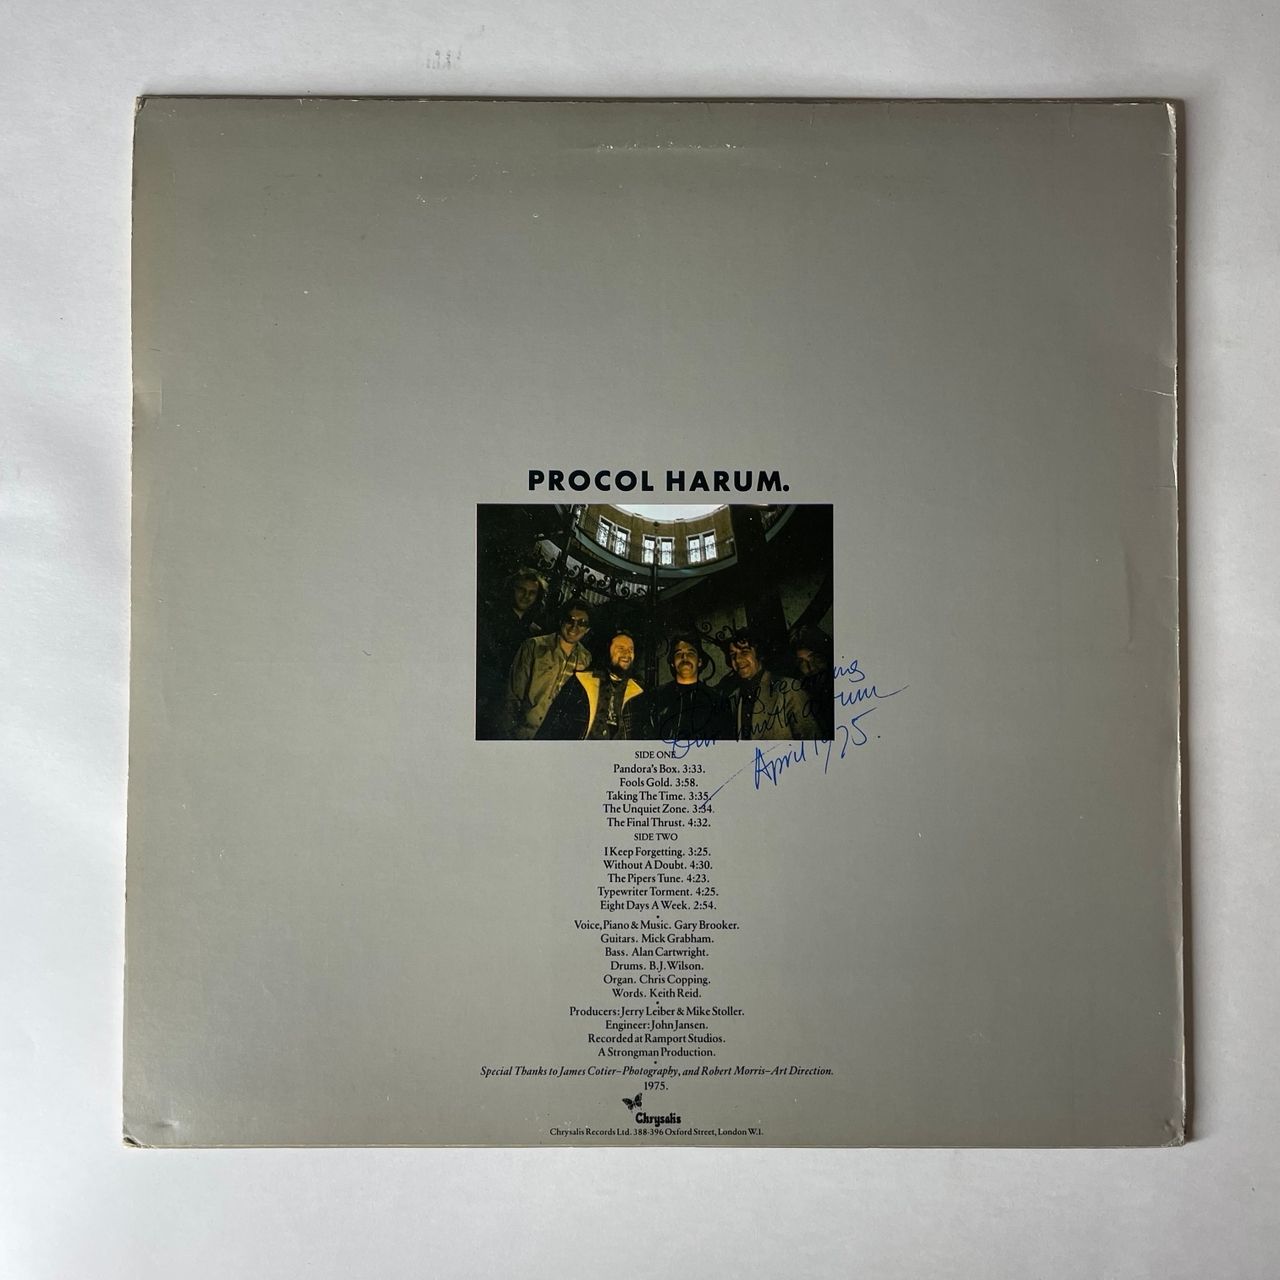 PROCOL HARUM.
During recording
Our ninth album
April 1975.
SIDE ONE
Pandora's Box. 3:33.
Fools Gold. 3:58.
Taking The Time. 3:35.
The Unquiet Zone. 3:34.
The Final Thrust. 4:32.
SIDE TWO
I Keep Forgetting. 3:25.
Without A Doubt. 4:30.
The Pipers Tune. 4:23.
Typewriter Torment. 4:25.
Eight Days A Week. 2:54.
Voice, Piano & Music. Gary Brooker.
Guitars. Mick Grabham.
Bass. Alan Cartwright.
Drums. B.J. Wilson.
Organ. Chris Copping.
Words. Keith Reid.
Producers: Jerry Leiber & Mike Stoller.
Engineer: John Jansen.
Recorded at Ramport Studios.
A Strongman Production.
Special Thanks to James Cotier–Photography, and Robert Morris–Art Direction.
1975.
Chrysalis
Chrysalis Records Ltd. 388-396 Oxford Street, London W.1.